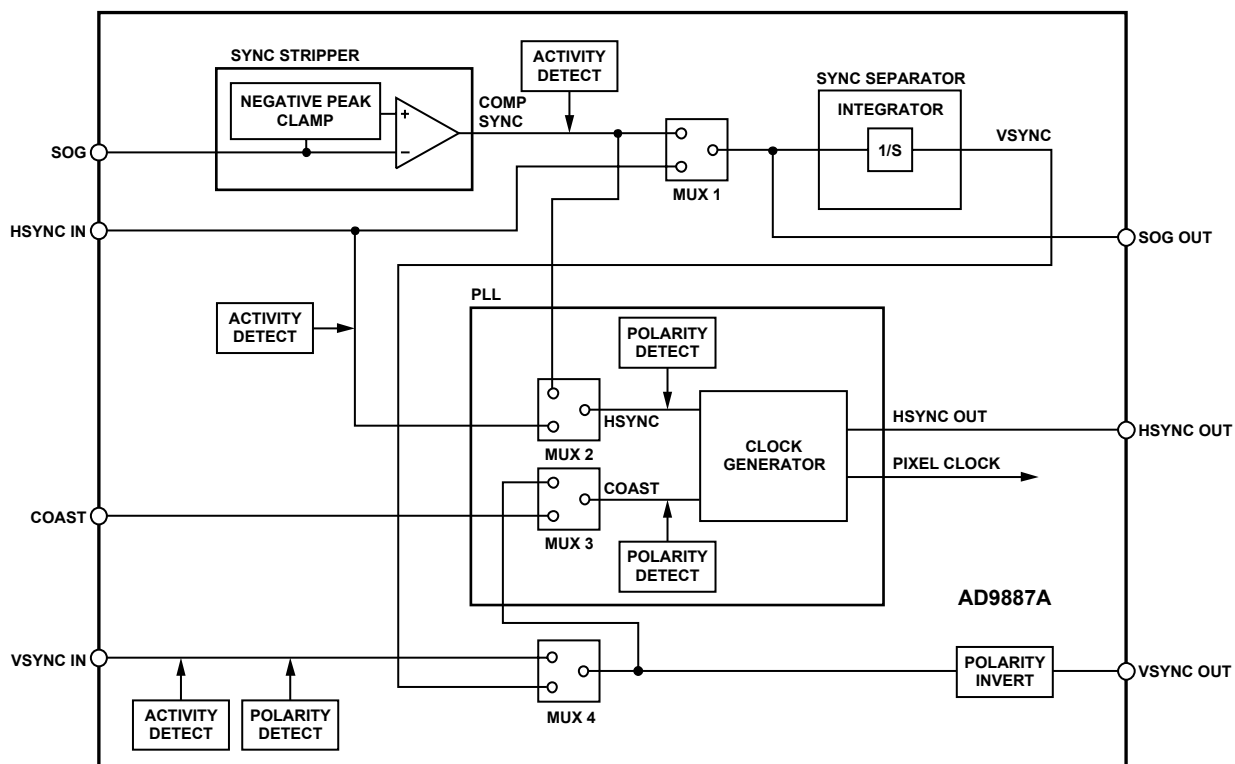 SYNC STRIPPER
ACTIVITY
DETECT
SYNC SEPARATOR
NEGATIVE PEAK
CLAMP
+
−
COMP
SYNC
INTEGRATOR
1/S
VSYNC
SOG
MUX 1
HSYNC IN
SOG OUT
PLL
ACTIVITY
DETECT
POLARITY
DETECT
HSYNC
MUX 2
CLOCK
GENERATOR
HSYNC OUT
HSYNC OUT
PIXEL CLOCK
COAST
COAST
MUX 3
POLARITY
DETECT
AD9887A
VSYNC IN
ACTIVITY
DETECT
POLARITY
DETECT
MUX 4
POLARITY
INVERT
VSYNC OUT